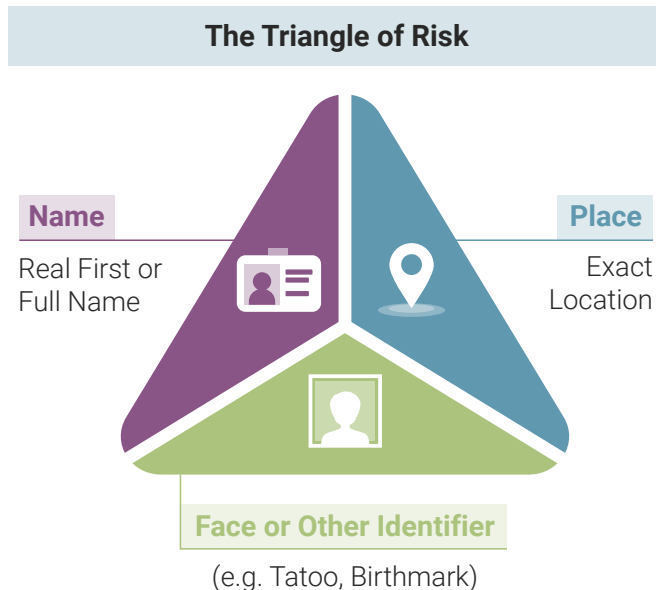 The Triangle of Risk
Name
Real First or
Full Name
Place
Exact
Location
Face or Other Identifier
(e.g. Tatoo, Birthmark)